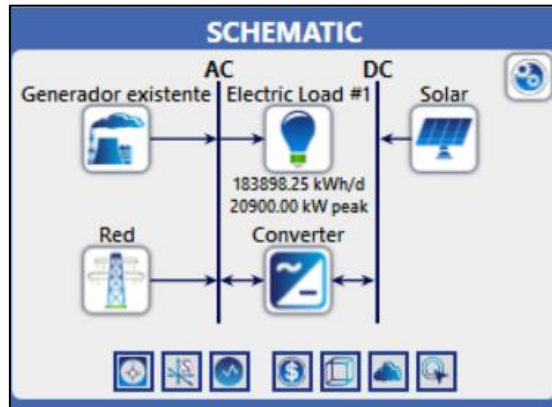 SCHEMATIC
AC DC
Generador existente Electric Load #1 Solar
183898.25 kWh/d
20900.00 kW peak
Red Converter